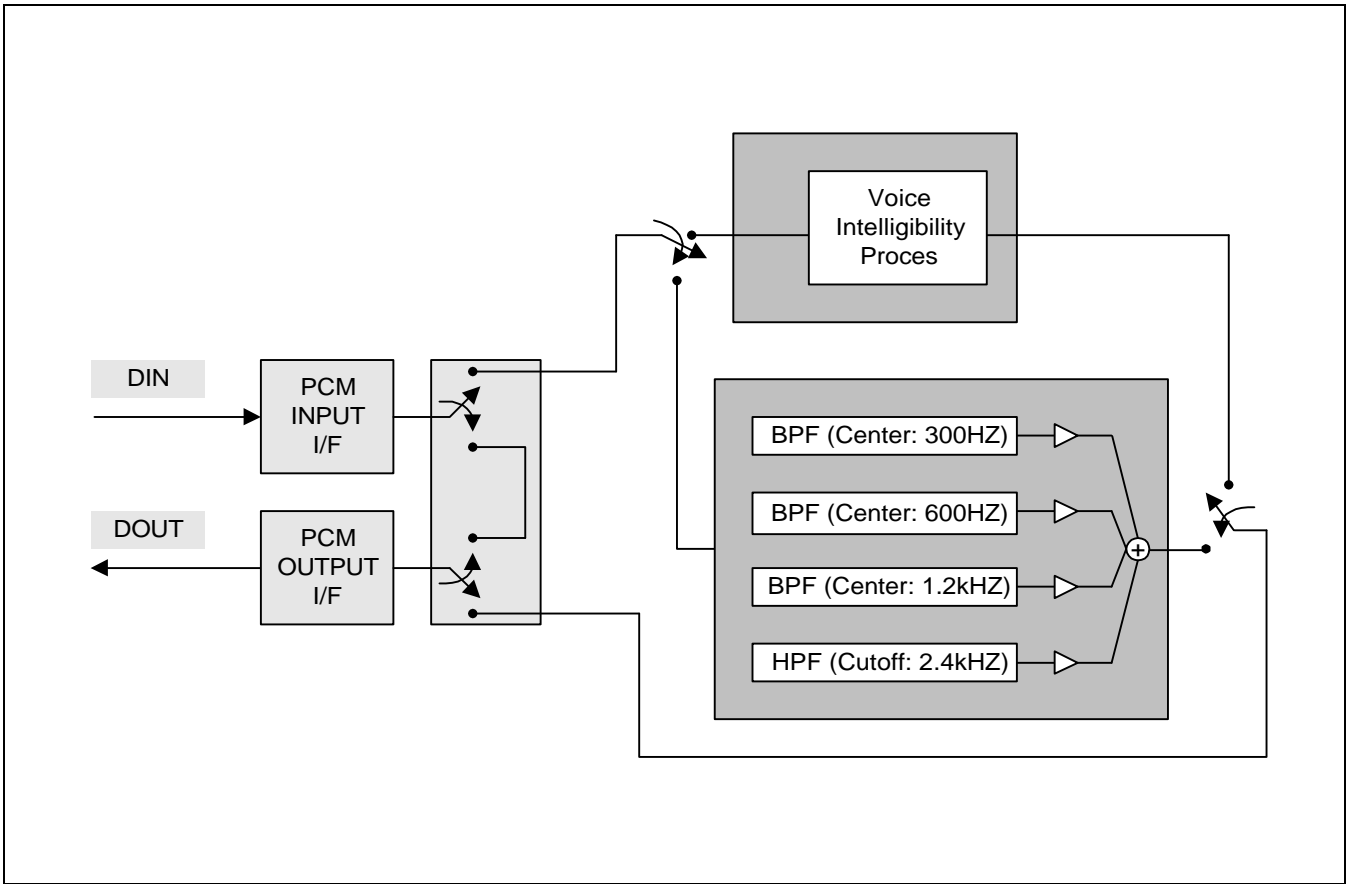 Voice
Intelligibility
Proces
DIN
PCM
INPUT
I/F
DOUT
PCM
OUTPUT
I/F
BPF (Center: 300HZ)
BPF (Center: 600HZ)
BPF (Center: 1.2kHZ)
HPF (Cutoff: 2.4kHZ)